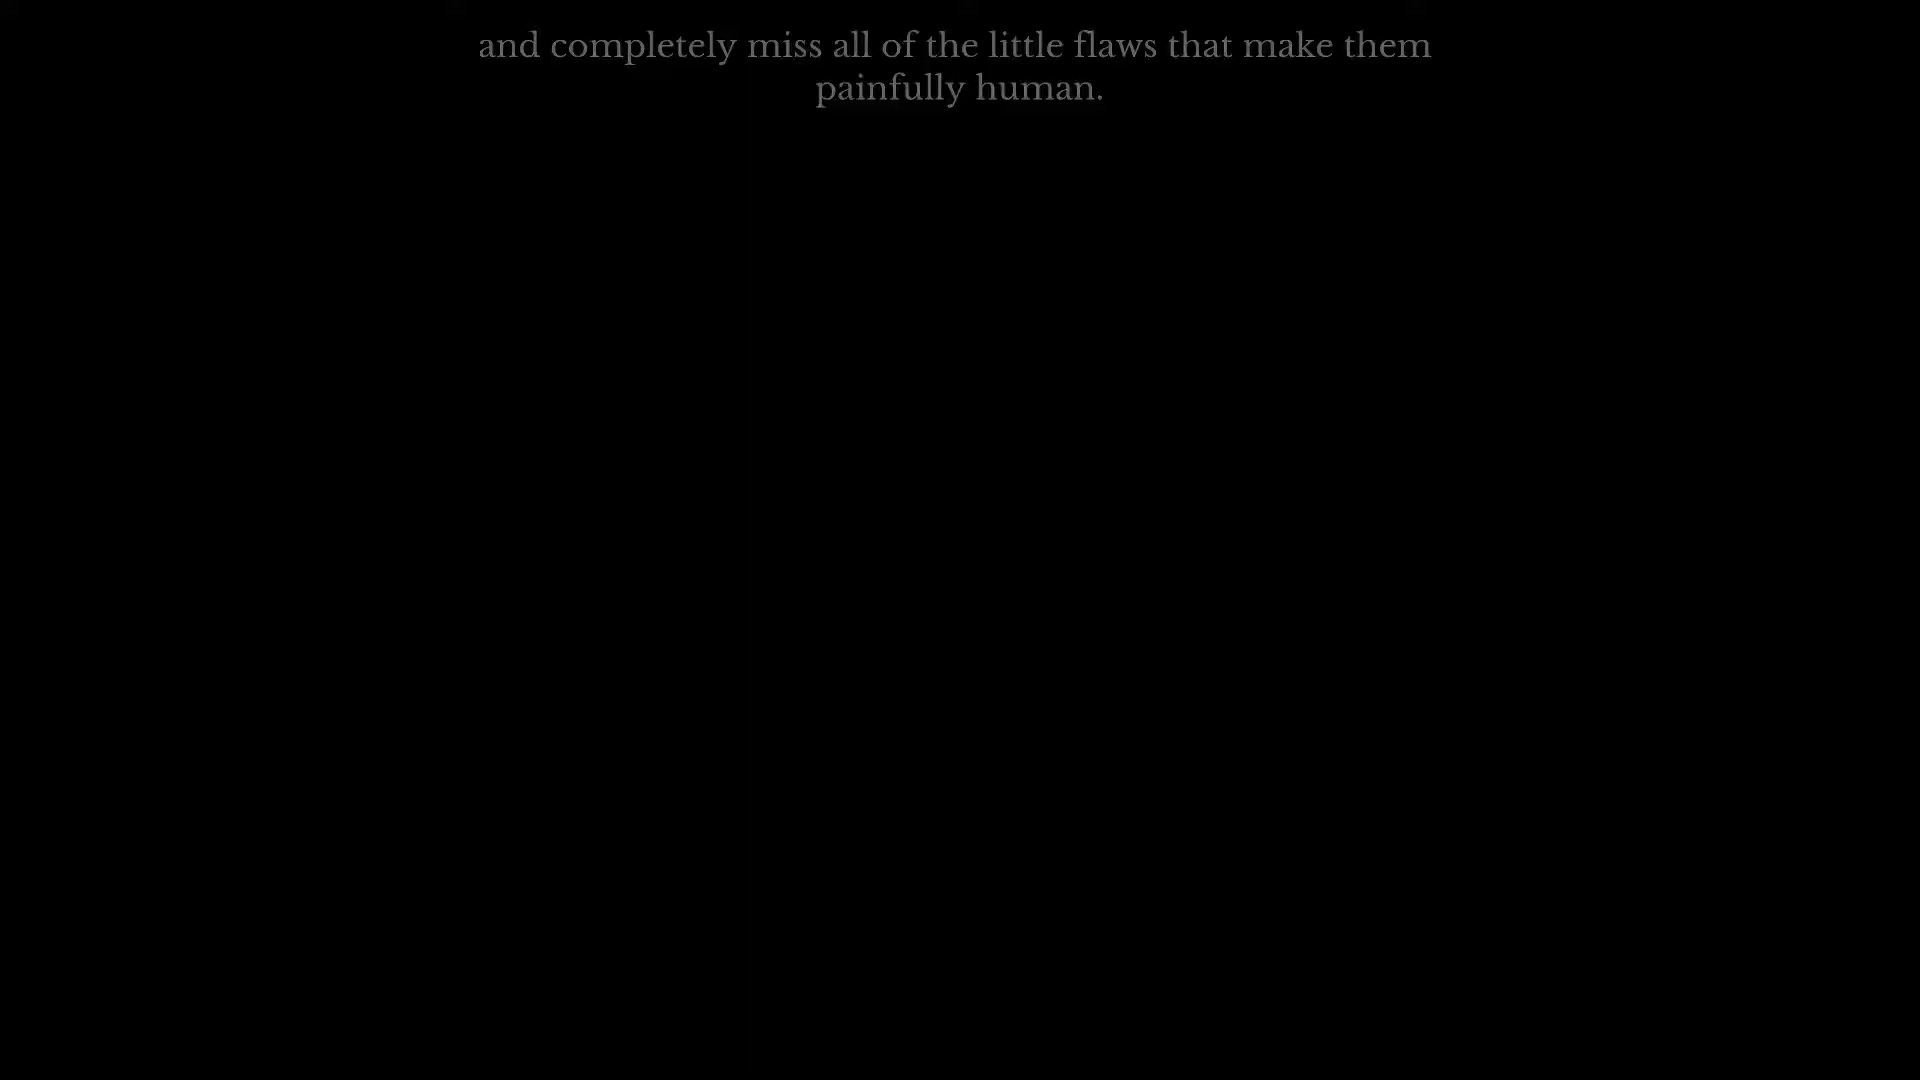 and completely miss all of the little flaws that make them
painfully human.